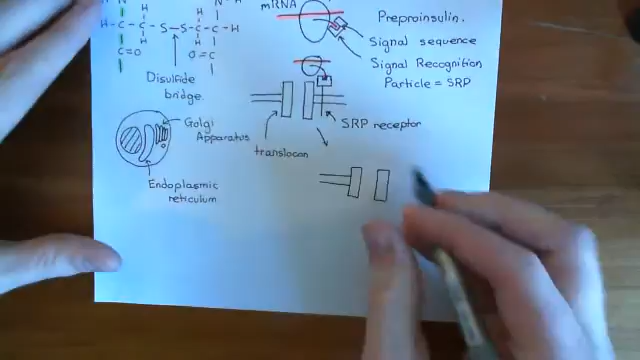 mRNA
Preproinsulin.
Signal sequence
Signal Recognition
Particle = SRP
H
H-C-C-S-S-C-C-H
H
C=O
O=C
Disulfide
bridge.
Golgi
Apparatus
translocon
SRP receptor
Endoplasmic
reticulum